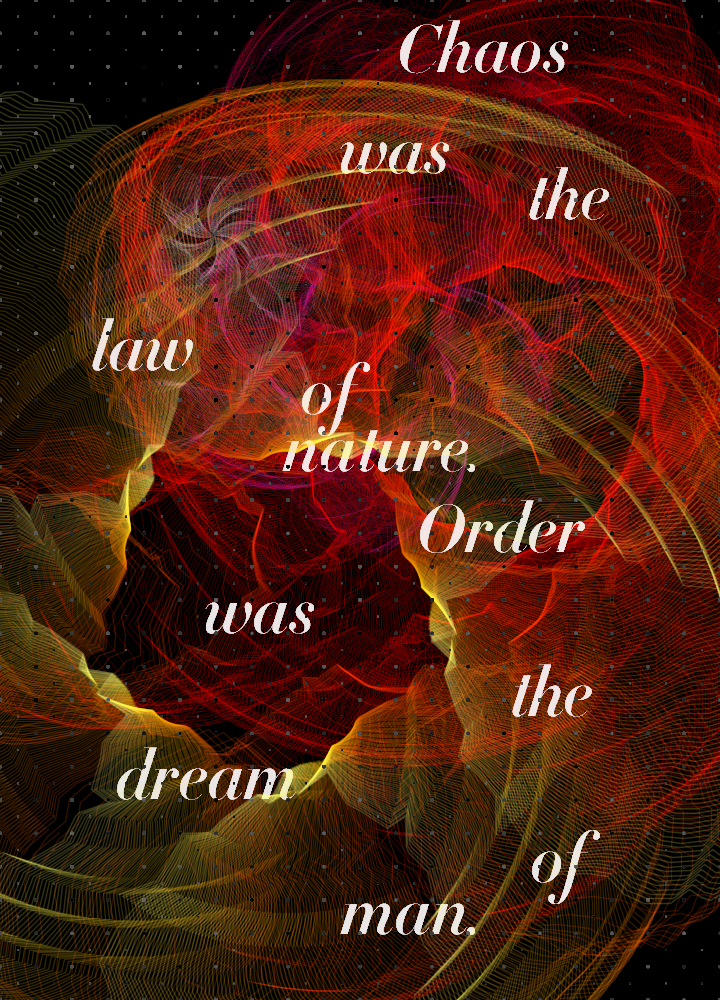 Chaos
was
the
law
of
nature.
Order
was
the
dream
of
man.